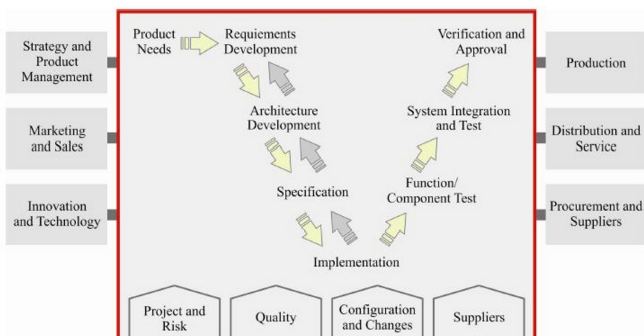 Strategy and
Product
Management
Marketing
and Sales
Innovation
and Technology
Product
Needs
Requiements
Development
Architecture
Development
Specification
Implementation
Function/
Component Test
System Integration
and Test
Verification and
Approval
Production
Distribution and
Service
Procurement and
Suppliers
Project and
Risk
Quality
Configuration
and Changes
Suppliers